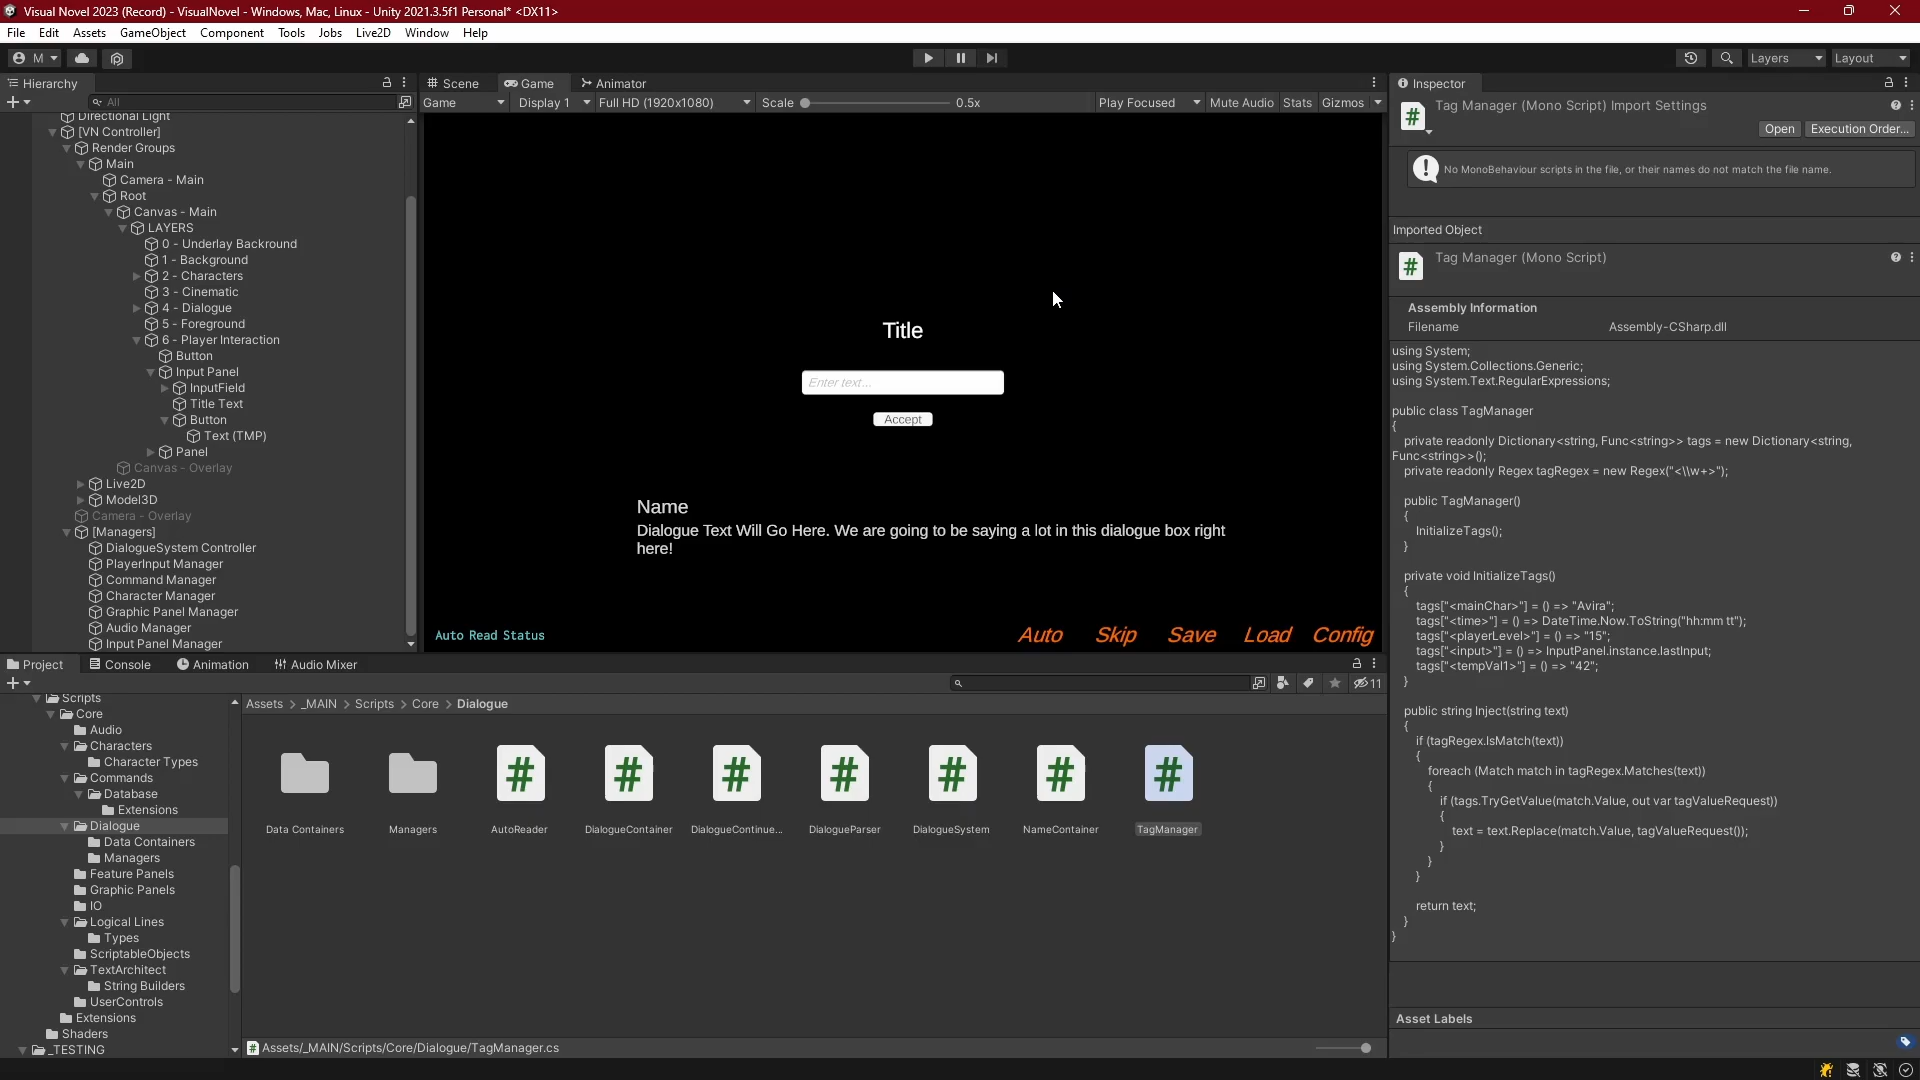 Visual Novel 2023 (Record) - VisualNovel - Windows, Mac, Linux - Unity 2021.3.5f1 Personal* <DX11>
File Edit Assets GameObject Component Tools Jobs Live2D Window Help
M Layers Layout
Hierarchy
All
Directional Light
[VN Controller]
Render Groups
Main
Camera - Main
Root
Canvas - Main
LAYERS
0 - Underlay Backround
1 - Background
2 - Characters
3 - Cinematic
4 - Dialogue
5 - Foreground
6 - Player Interaction
Button
Input Panel
InputField
Title Text
Button
Text (TMP)
Panel
Canvas - Overlay
Live2D
Model3D
Camera - Overlay
[Managers]
DialogueSystem Controller
PlayerInput Manager
Command Manager
Character Manager
Graphic Panel Manager
Audio Manager
Input Panel Manager
Scene Game Animator
Game Display 1 Full HD (1920x1080) Scale 0.5x Play Focused Mute Audio Stats Gizmos
Title
Enter text...
Accept
Name
Dialogue Text Will Go Here. We are going to be saying a lot in this dialogue box right
here!
Auto Read Status
Auto Skip Save Load Config
Inspector
Tag Manager (Mono Script) Import Settings
Open Execution Order...
No MonoBehaviour scripts in the file, or their names do not match the file name.
Imported Object
Tag Manager (Mono Script)
Assembly Information
Filename Assembly-CSharp.dll
using System;
using System.Collections.Generic;
using System.Text.RegularExpressions;
public class TagManager
{
private readonly Dictionary<string, Func<string>> tags = new Dictionary<string,
Func<string>>();
private readonly Regex tagRegex = new Regex("<\\w+>");
public TagManager()
{
InitializeTags();
}
private void InitializeTags()
{
tags["<mainChar>"] = () => "Avira";
tags["<time>"] = () => DateTime.Now.ToString("hh:mm tt");
tags["<playerLevel>"] = () => "15";
tags["<input>"] = () => InputPanel.instance.lastInput;
tags["<tempVal1>"] = () => "42";
}
public string Inject(string text)
{
if (tagRegex.IsMatch(text))
{
foreach (Match match in tagRegex.Matches(text))
{
if (tags.TryGetValue(match.Value, out var tagValueRequest))
{
text = text.Replace(match.Value, tagValueRequest());
}
}
}
return text;
}
}
Asset Labels
Project Console Animation Audio Mixer
11
Scripts
Core
Audio
Characters
Character Types
Commands
Database
Extensions
Dialogue
Data Containers
Managers
Feature Panels
Graphic Panels
IO
Logical Lines
Types
ScriptableObjects
TextArchitect
String Builders
UserControls
Extensions
Shaders
_TESTING
Assets > _MAIN > Scripts > Core > Dialogue
Data Containers Managers AutoReader DialogueContainer DialogueContinue... DialogueParser DialogueSystem NameContainer TagManager
Assets/_MAIN/Scripts/Core/Dialogue/TagManager.cs